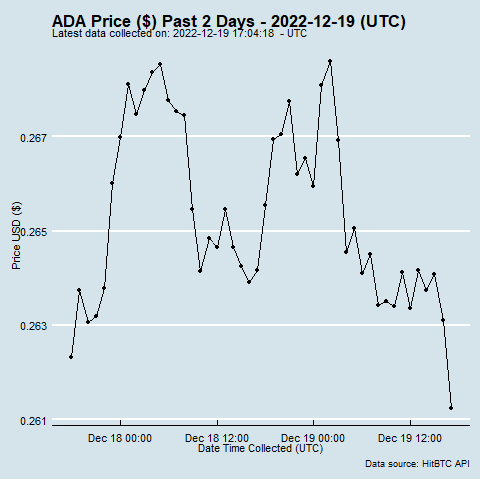 ADA Price ($) Past 2 Days - 2022-12-19 (UTC)
Latest data collected on: 2022-12-19 17:04:18 - UTC
Price USD ($)
0.267
0.265
0.263
0.261
Dec 18 00:00 Dec 18 12:00 Dec 19 00:00 Dec 19 12:00
Date Time Collected (UTC)
Data source: HitBTC API